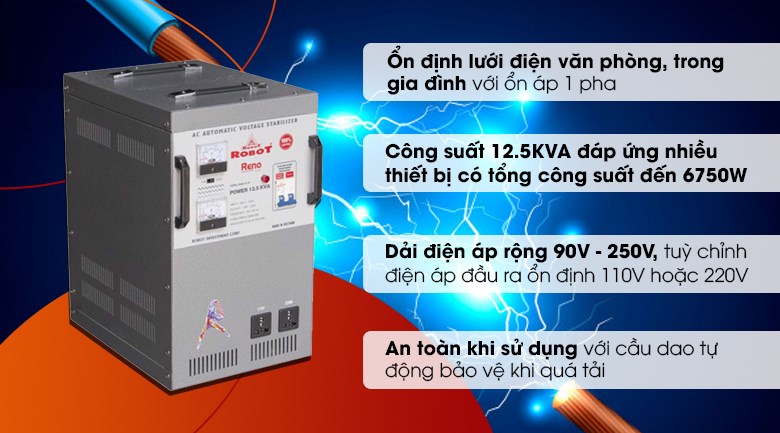 Ổn định lưới điện văn phòng, trong
gia đình với ổn áp 1 pha
Công suất 12.5KVA đáp ứng nhiều
thiết bị có tổng công suất đến 6750W
Dải điện áp rộng 90V - 250V, tuỳ chỉnh
điện áp đầu ra ổn định 110V hoặc 220V
An toàn khi sử dụng với cầu dao tự
động bảo vệ khi quá tải
AC AUTOMATIC VOLTAGE STABILIZER
ROBOT
Reno
POWER 12.5 KVA